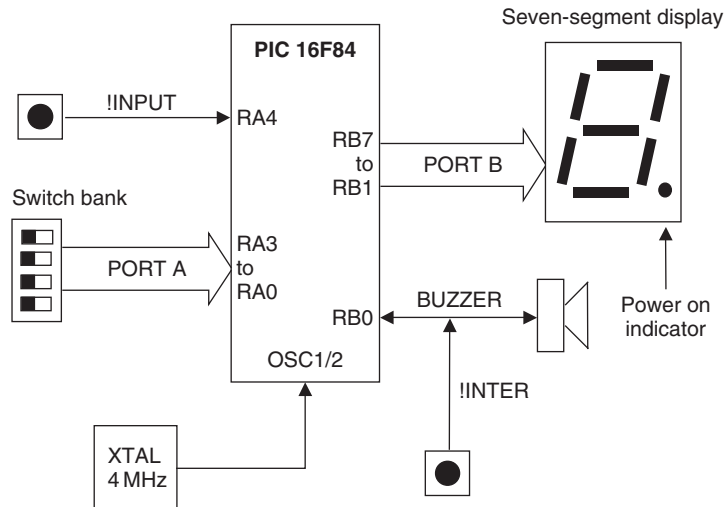 Seven-segment display
PIC 16F84
!INPUT
RA4
RB7
to
RB1
PORT B
Switch bank
RA3
to
RA0
PORT A
RB0
BUZZER
Power on
indicator
OSC1/2
!INTER
XTAL
4 MHz